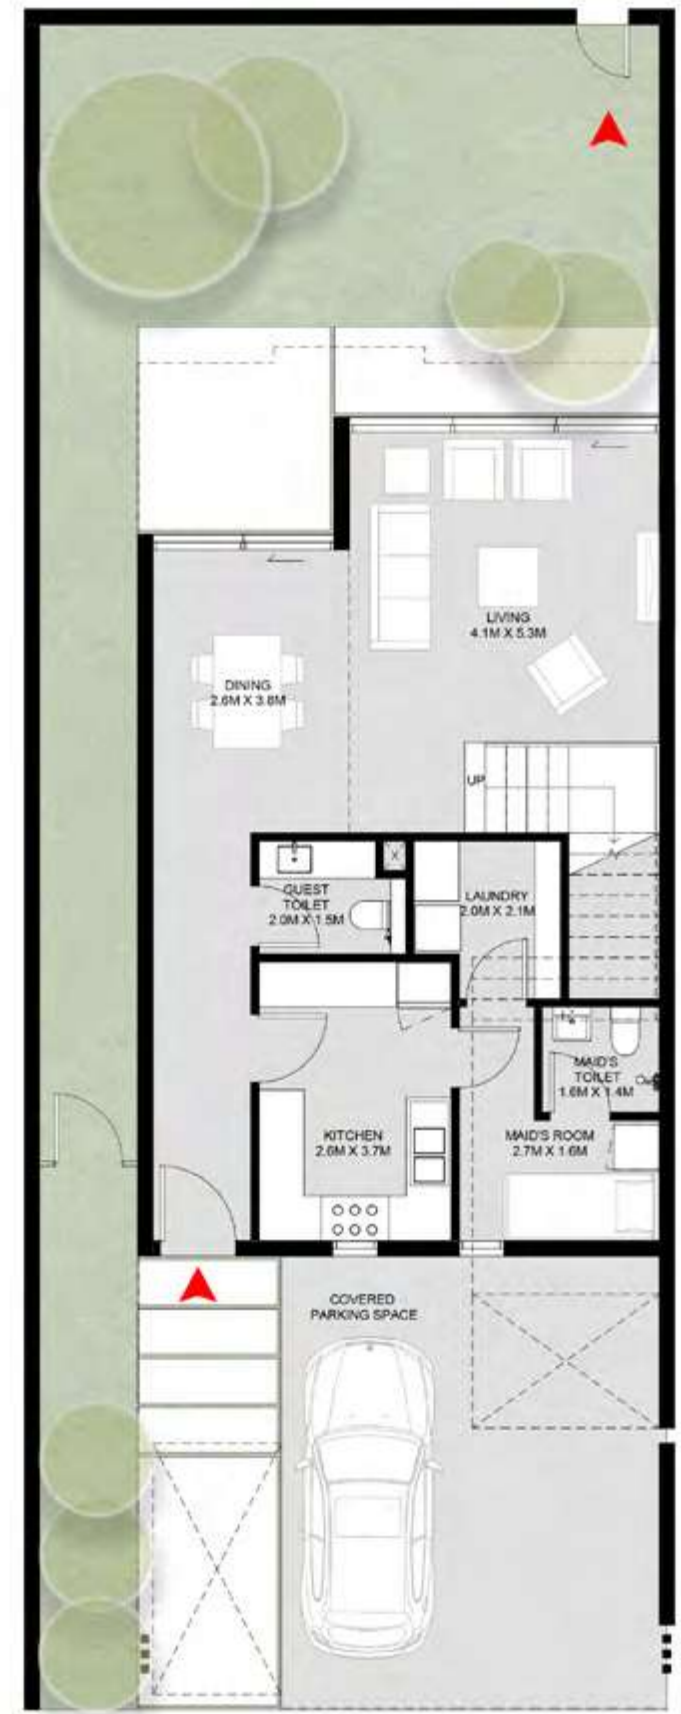 LIVING
4.1M X 5.3M
DINING
2.6M X 3.8M
UP
X
GUEST
TOILET
2.0M X 1.5M
LAUNDRY
2.0M X 2.1M
MAID'S
TOILET
1.6M X 1.4M
KITCHEN
2.6M X 3.7M
MAID'S ROOM
2.7M X 1.6M
COVERED
PARKING SPACE